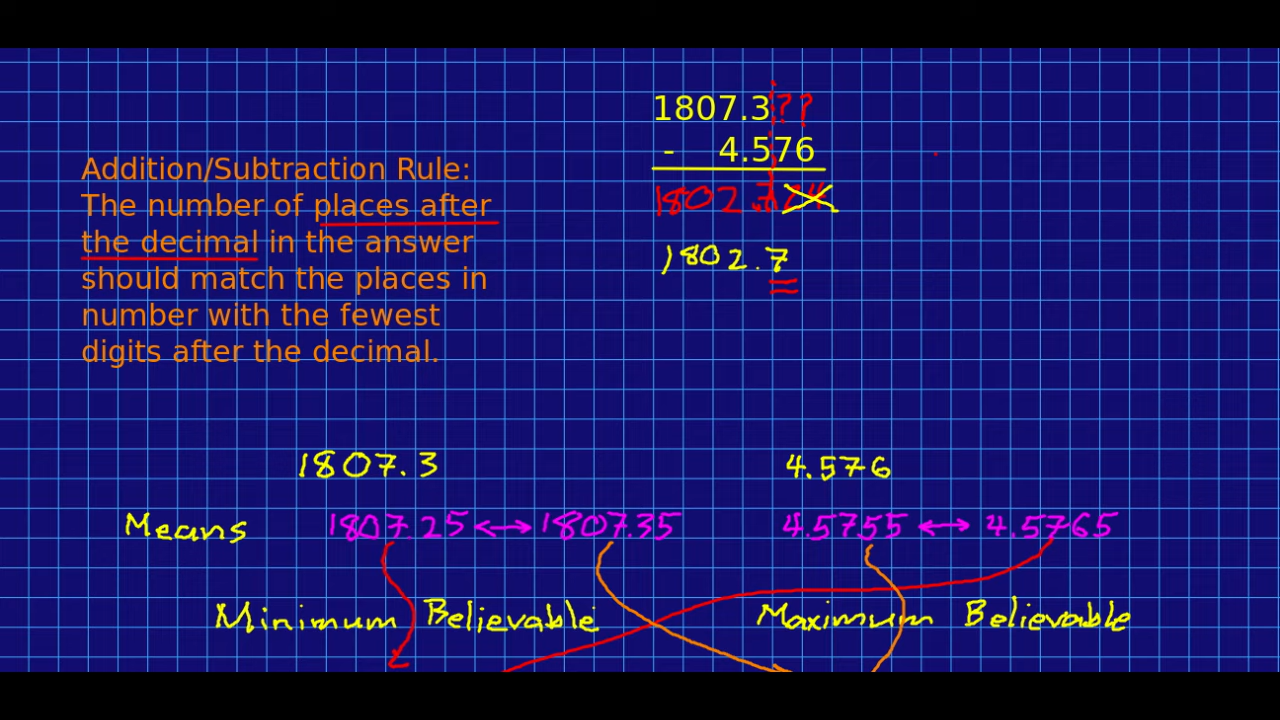 1807.3??
- 4.576
1802.724
1802.7
Addition/Subtraction Rule:
The number of places after
the decimal in the answer
should match the places in
number with the fewest
digits after the decimal.
1807.3 4.576
Means 1807.25 ↔ 1807.35 4.5755 ↔ 4.5765
Minimum Believable Maximum Believable